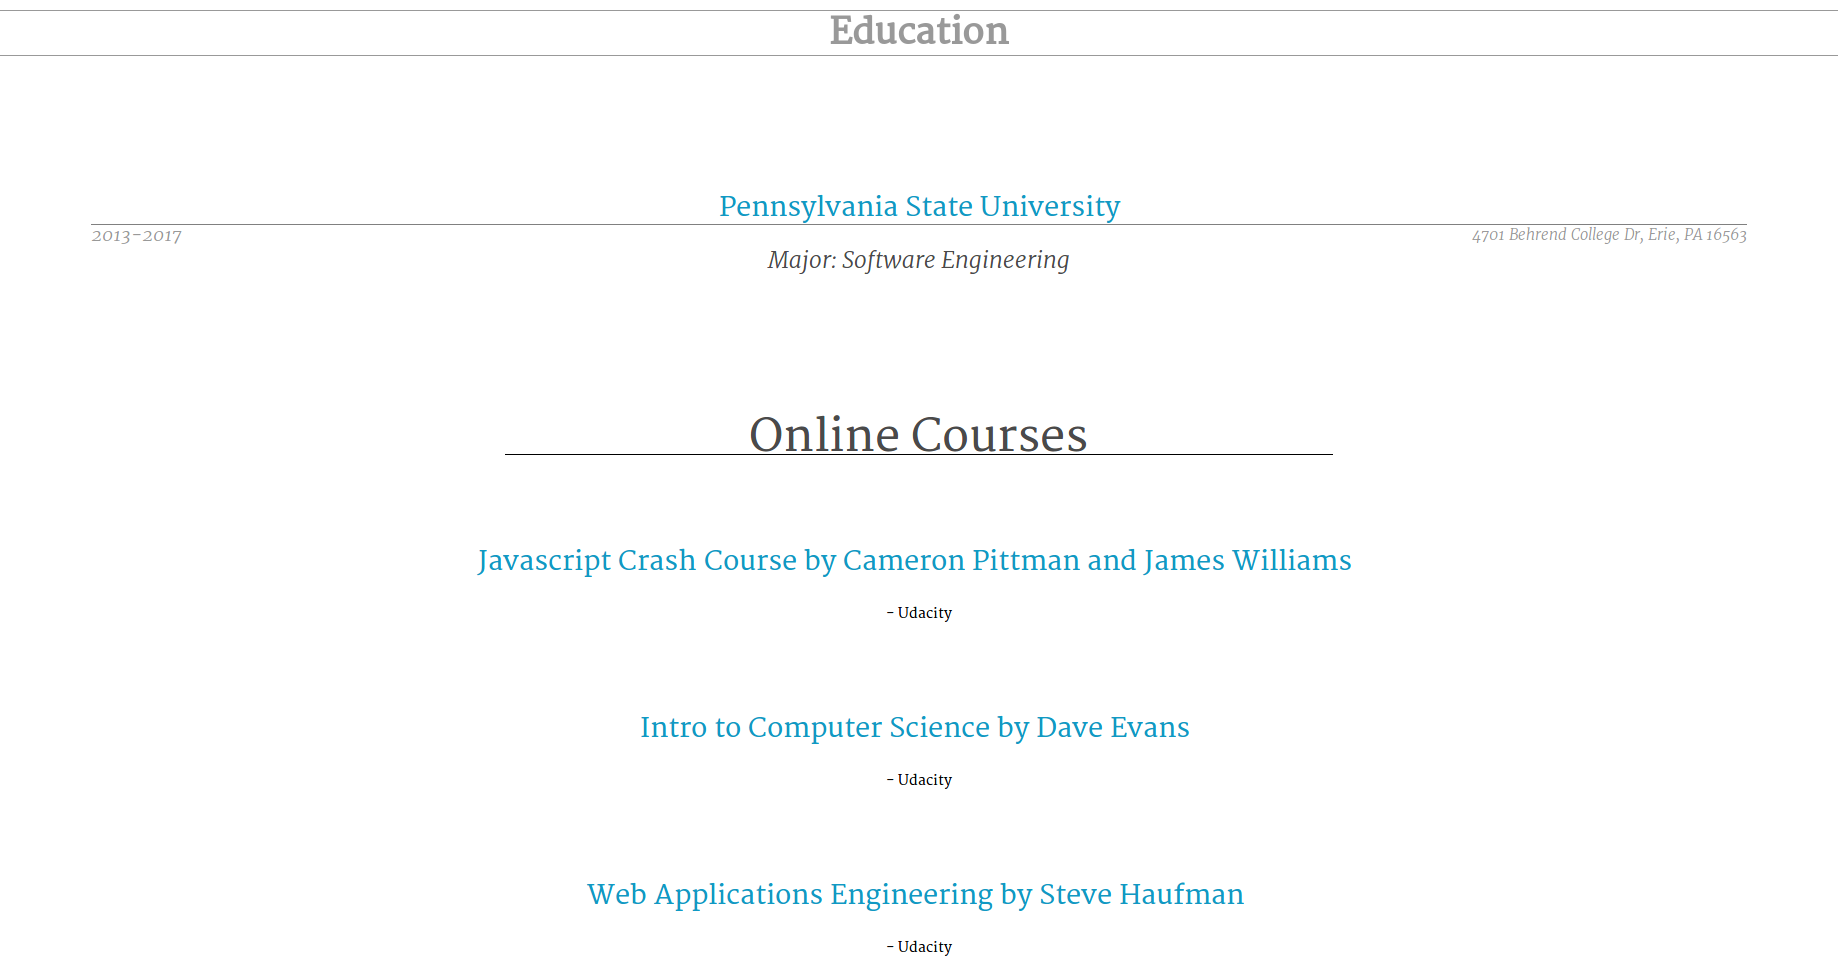 Education
Pennsylvania State University
2013-2017
4701 Behrend College Dr, Erie, PA 16563
Major: Software Engineering
Online Courses
Javascript Crash Course by Cameron Pittman and James Williams
- Udacity
Intro to Computer Science by Dave Evans
- Udacity
Web Applications Engineering by Steve Haufman
- Udacity